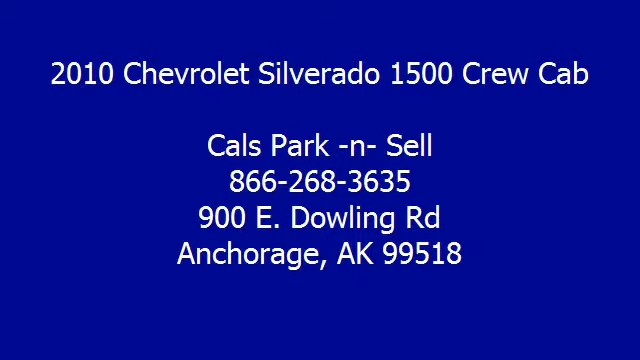 2010 Chevrolet Silverado 1500 Crew Cab
Cals Park -n- Sell
866-268-3635
900 E. Dowling Rd
Anchorage, AK 99518